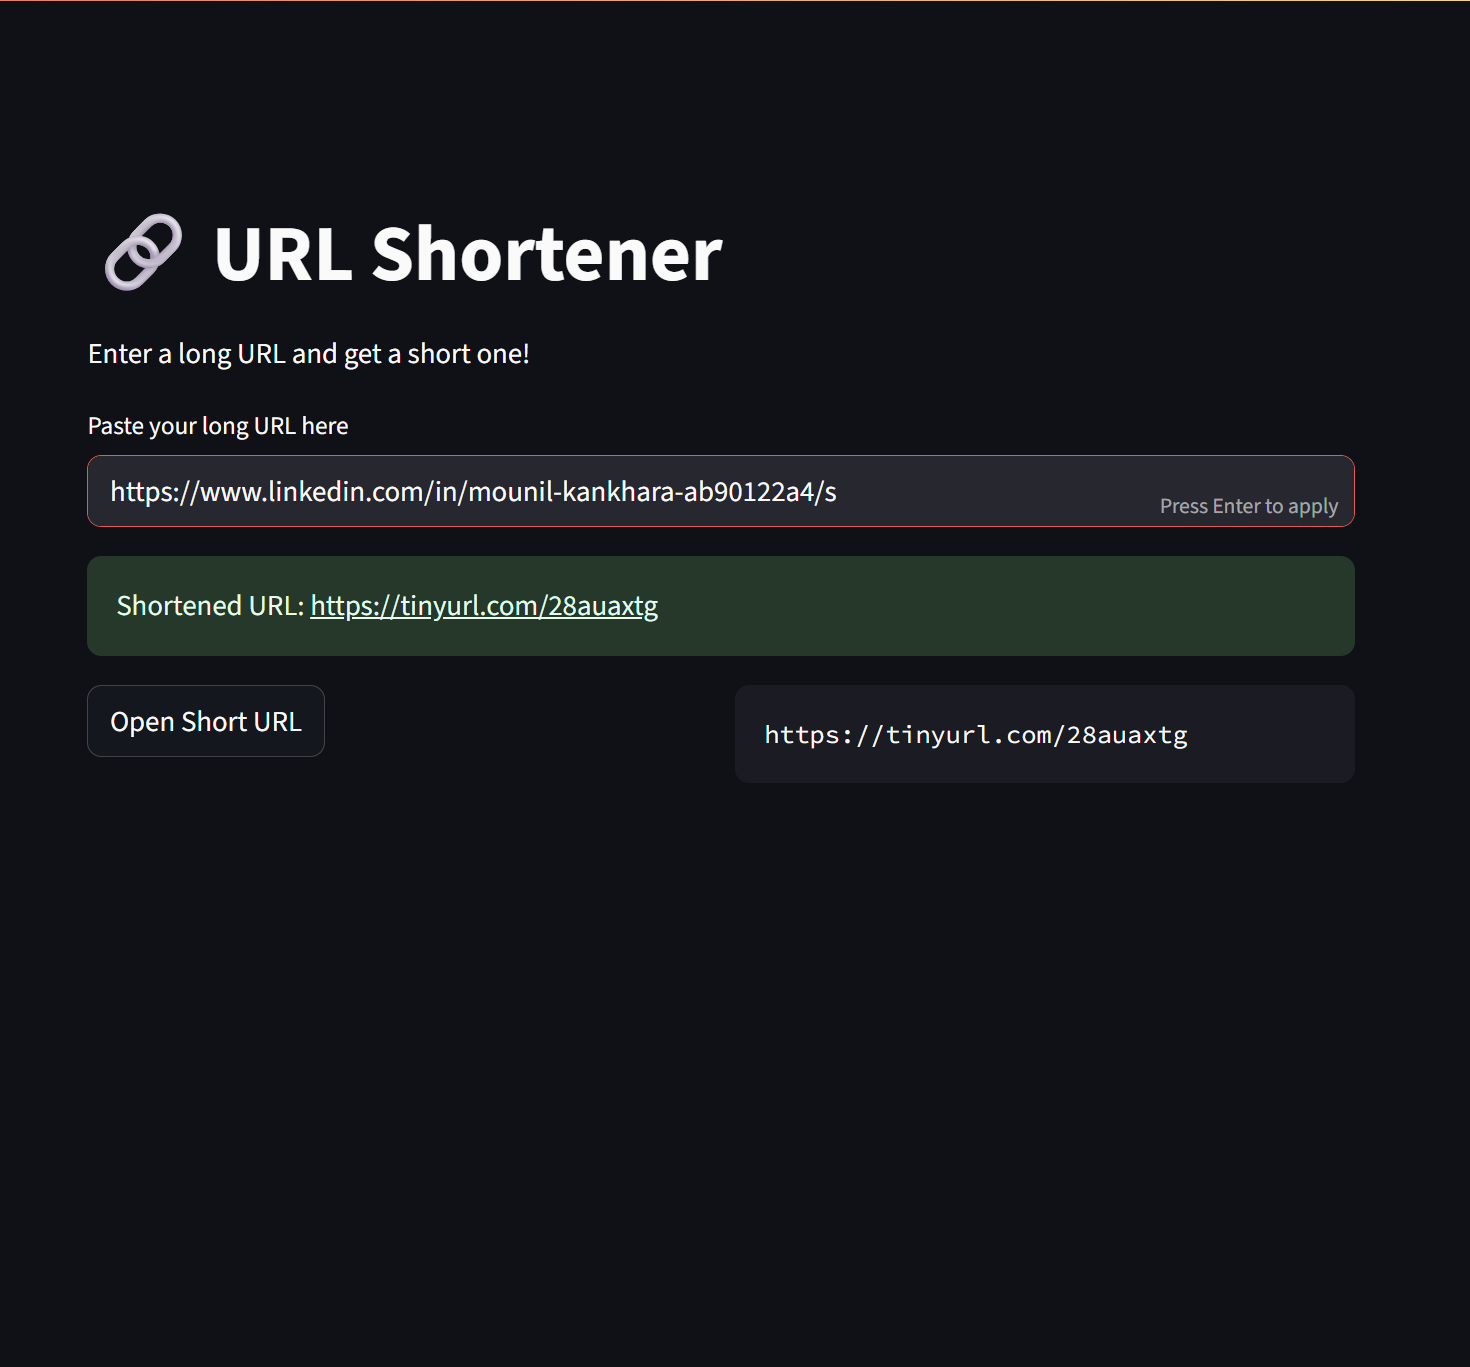 URL Shortener
Enter a long URL and get a short one!
Paste your long URL here
https://www.linkedin.com/in/mounil-kankhara-ab90122a4/s
Press Enter to apply
Shortened URL: https://tinyurl.com/28auaxtg
Open Short URL
https://tinyurl.com/28auaxtg